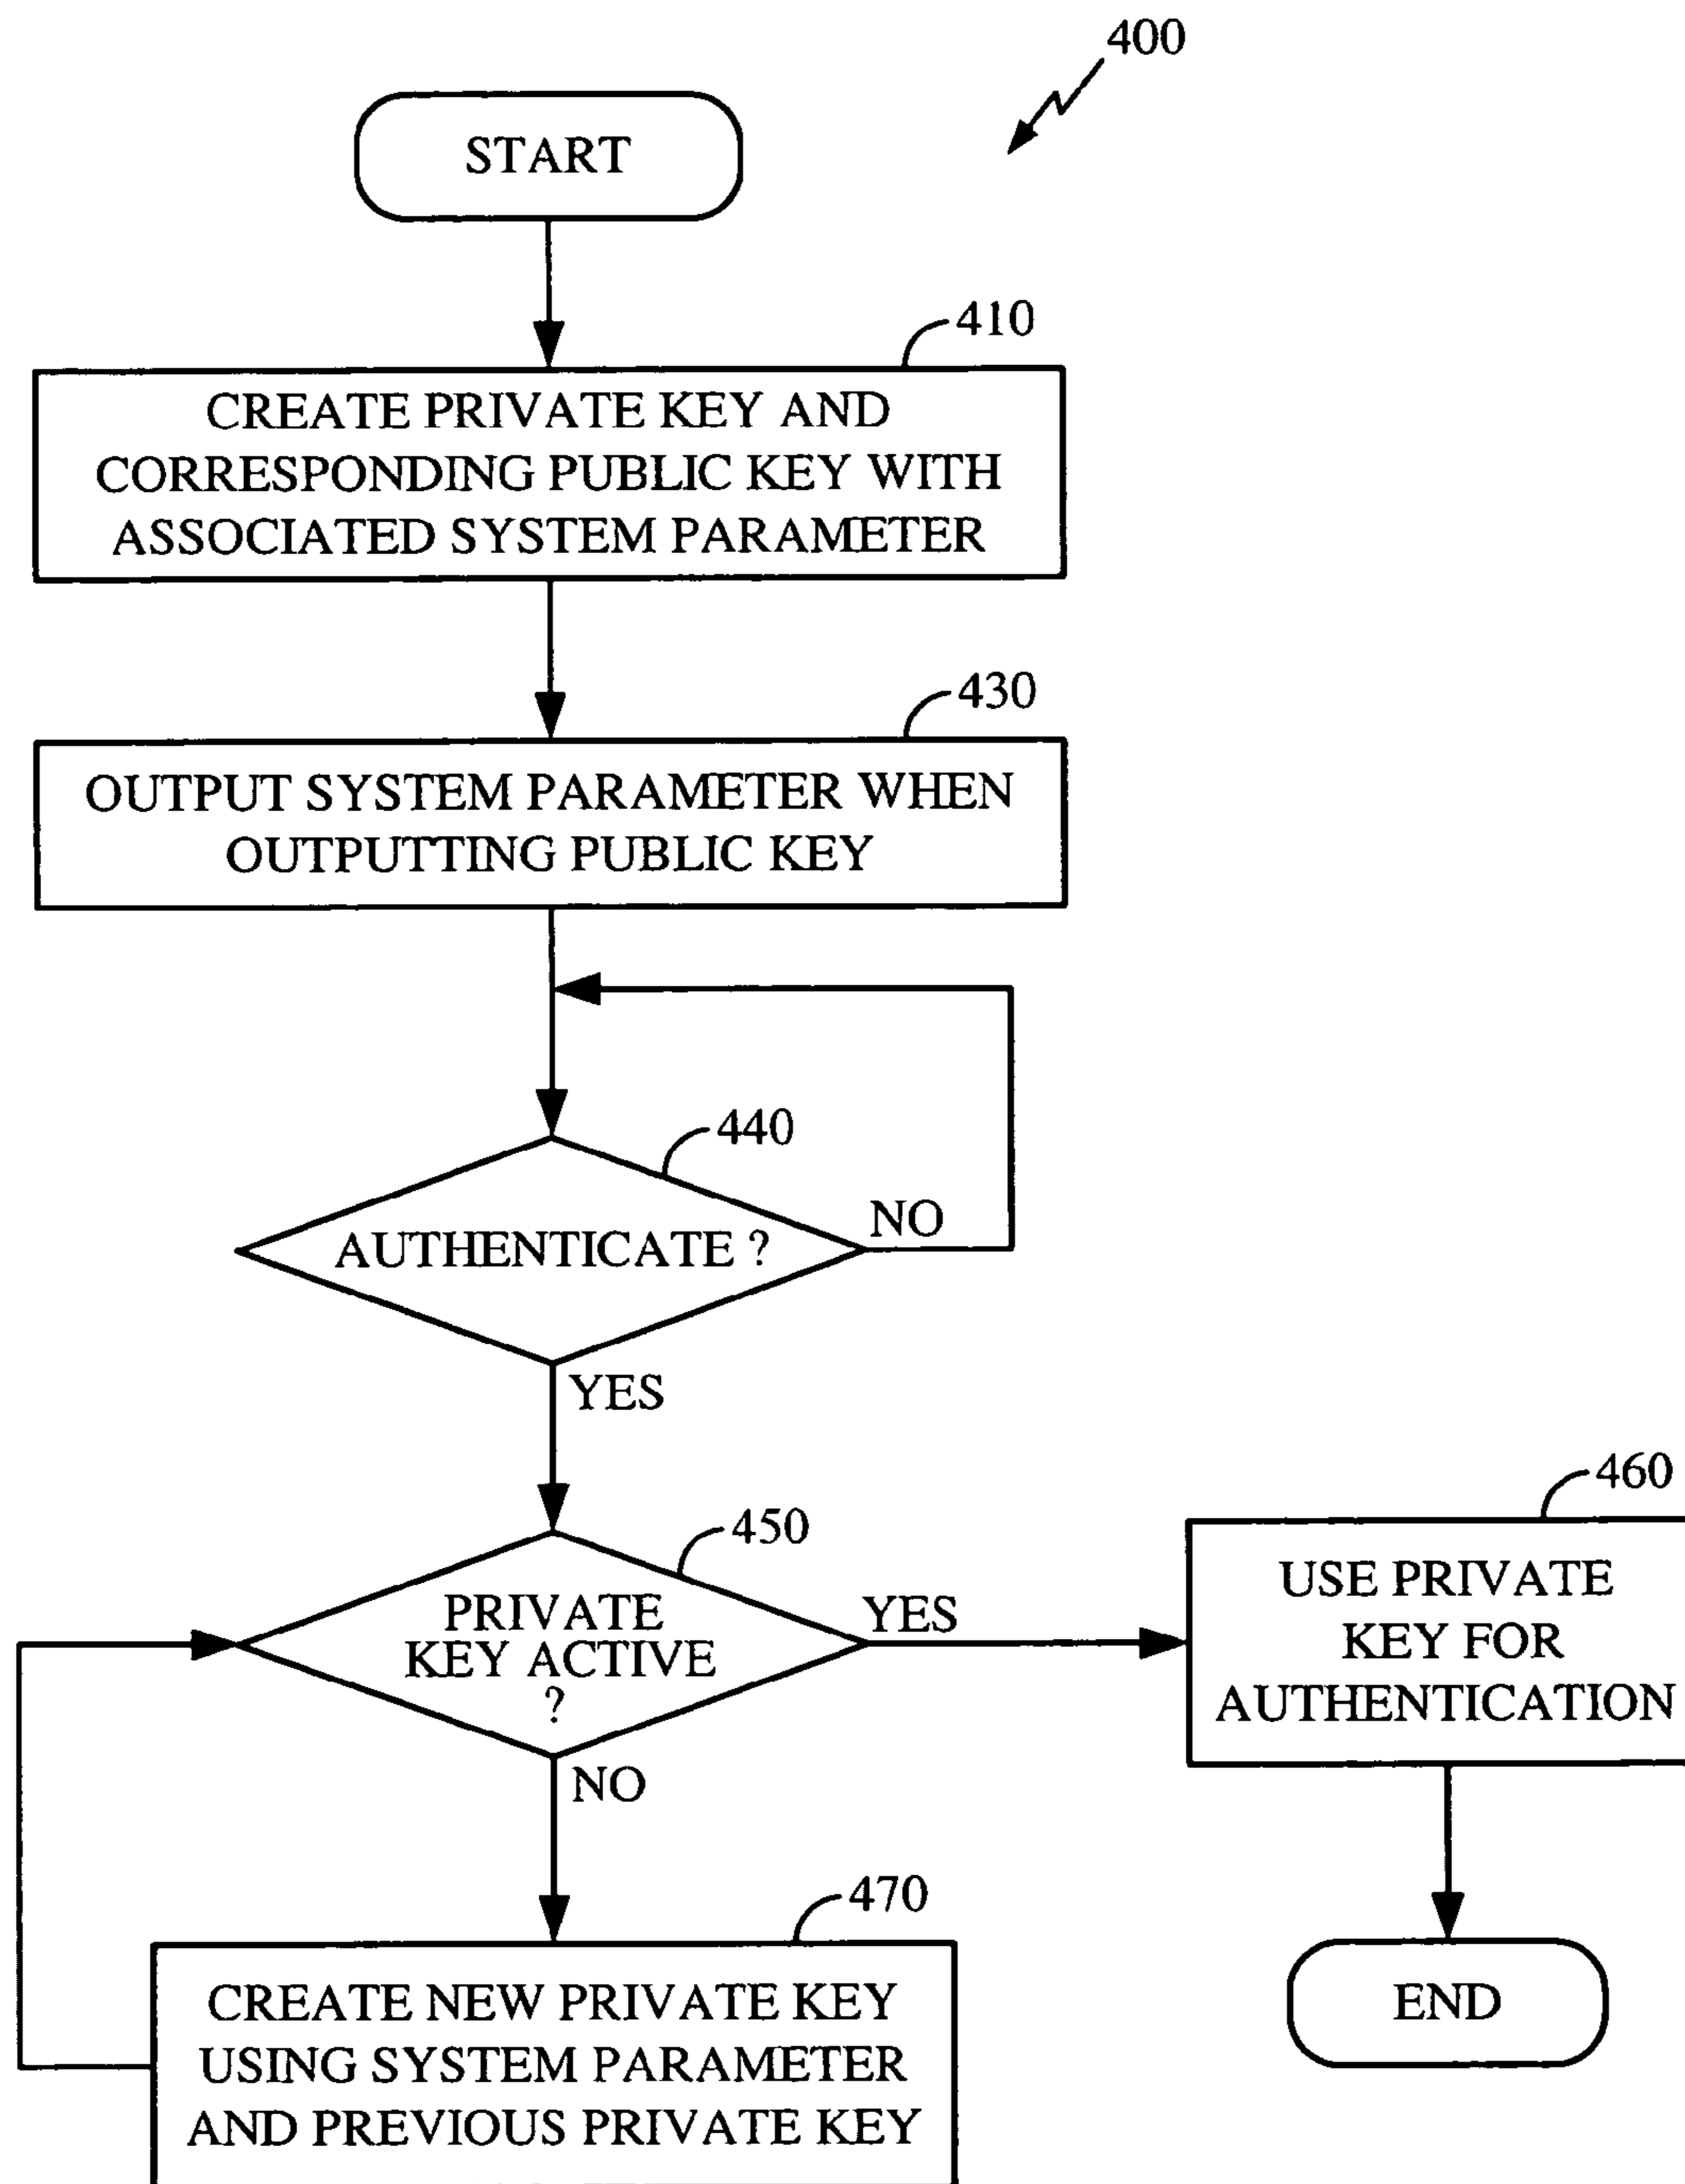 400
START
410
CREATE PRIVATE KEY AND
CORRESPONDING PUBLIC KEY WITH
ASSOCIATED SYSTEM PARAMETER
430
OUTPUT SYSTEM PARAMETER WHEN
OUTPUTTING PUBLIC KEY
440
AUTHENTICATE ?
NO
YES
450
PRIVATE
KEY ACTIVE
?
YES
NO
460
USE PRIVATE
KEY FOR
AUTHENTICATION
470
CREATE NEW PRIVATE KEY
USING SYSTEM PARAMETER
AND PREVIOUS PRIVATE KEY
END